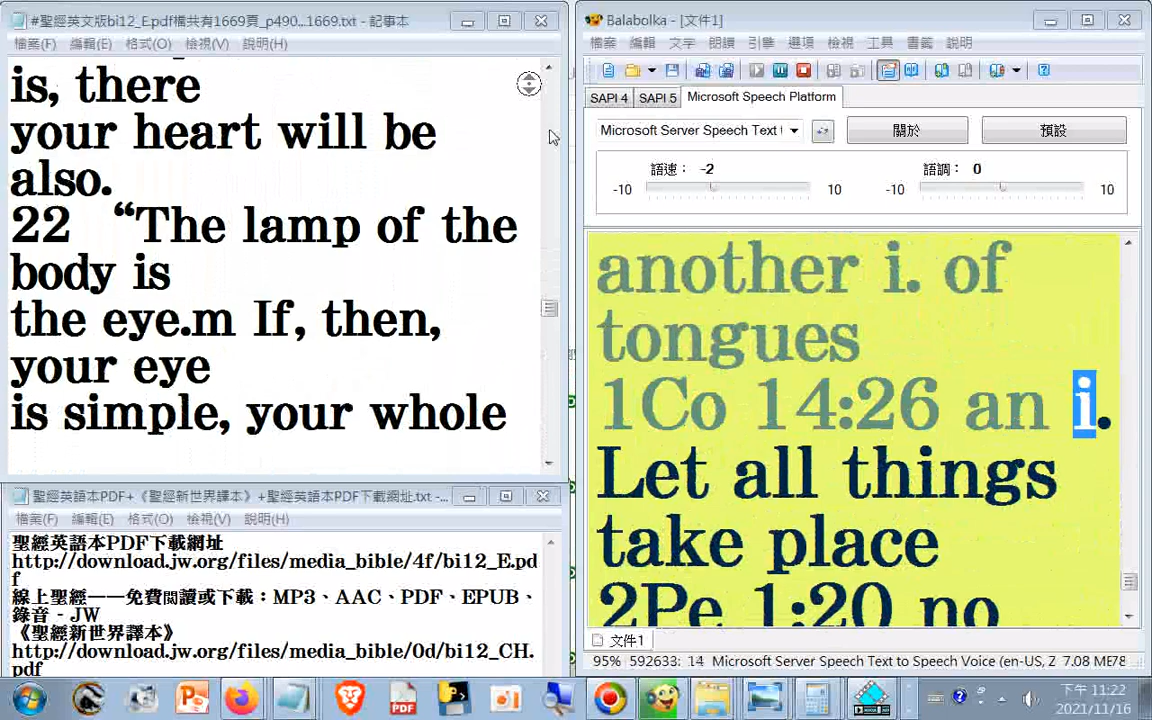 #聖經英文版bi12_E.pdf檔共有1669頁_p490...1669.txt - 記事本
檔案(F) 編輯(E) 格式(O) 檢視(V) 說明(H)
is, there
your heart will be
also.
22 “The lamp of the
body is
the eye.m If, then,
your eye
is simple, your whole
聖經英語本PDF+《聖經新世界譯本》+聖經英語本PDF下載網址.txt -...
檔案(F) 編輯(E) 格式(O) 檢視(V) 說明(H)
聖經英語本PDF下載網址
http://download.jw.org/files/media_bible/4f/bi12_E.pd
f
線上聖經——免費閱讀或下載：MP3、AAC、PDF、EPUB、
錄音 - JW
《聖經新世界譯本》
http://download.jw.org/files/media_bible/0d/bi12_CH.
pdf
Balabolka - [文件1]
檔案 編輯 文字 朗讀 引擎 選項 檢視 工具 書籤 說明
SAPI 4 SAPI 5 Microsoft Speech Platform
Microsoft Server Speech Text 關於 預設
語速： -2 語調： 0
-10 10 -10 10
another i. of
tongues
1Co 14:26 an i.
Let all things
take place
2Pe 1:20 no
文件1
95% 592633: 14 Microsoft Server Speech Text to Speech Voice (en-US, Z 7.08 ME78
PDF
下午 11:22
2021/11/16